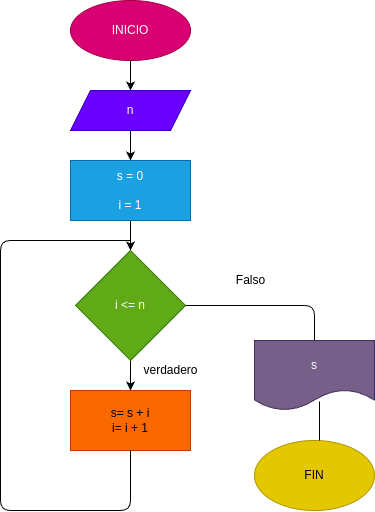 INICIO
n
s = 0
i = 1
i <= n
Falso
verdadero
s
s= s + i
i= i + 1
FIN